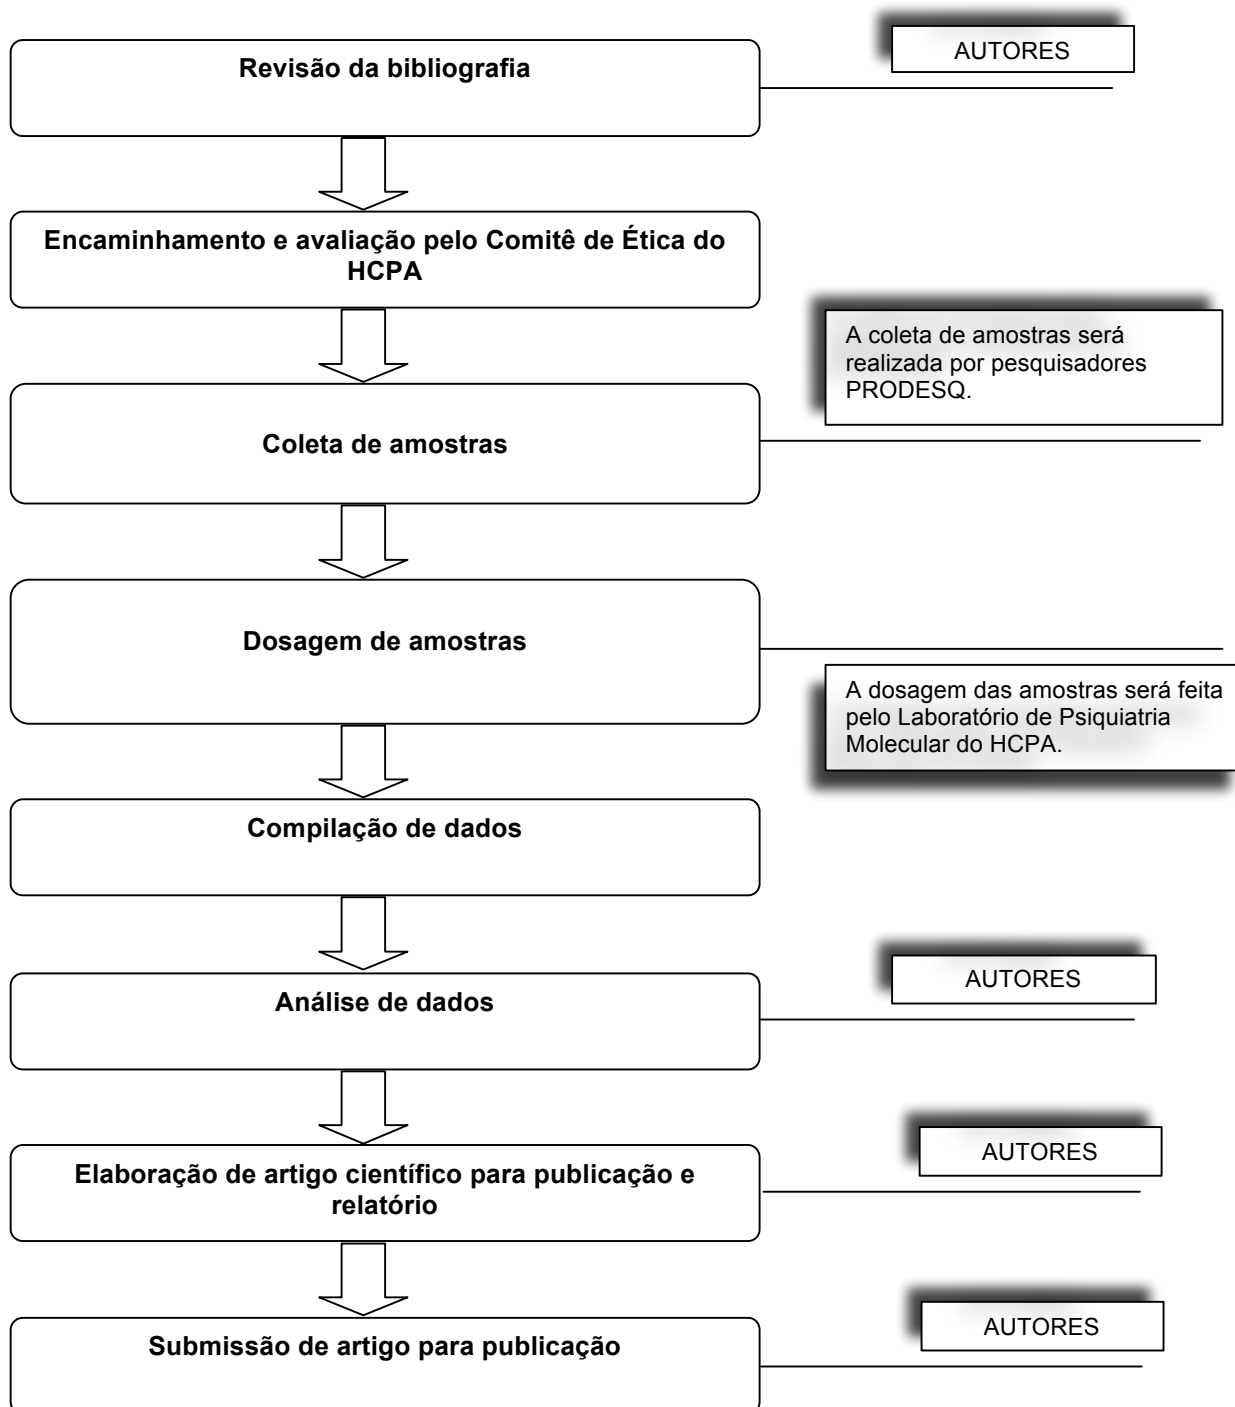 Revisão da bibliografia
AUTORES
Encaminhamento e avaliação pelo Comitê de Ética do
HCPA
A coleta de amostras será
realizada por pesquisadores
PRODESQ.
Coleta de amostras
Dosagem de amostras
A dosagem das amostras será feita
pelo Laboratório de Psiquiatria
Molecular do HCPA.
Compilação de dados
Análise de dados
AUTORES
Elaboração de artigo científico para publicação e
relatório
AUTORES
Submissão de artigo para publicação
AUTORES